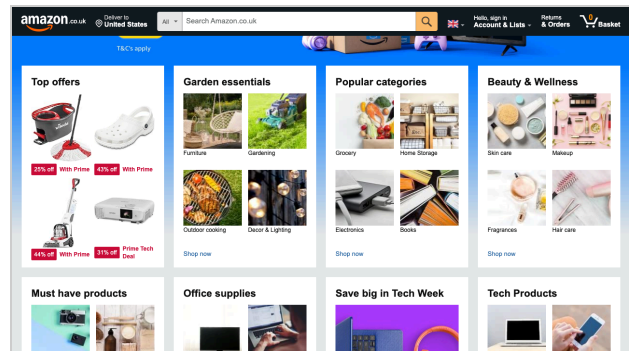 amazon.co.uk
Deliver to
United States
All
Search Amazon.co.uk
Hello, sign in
Account & Lists
Returns
& Orders
0
Basket
T&C's apply
Top offers
25% off With Prime
43% off With Prime
44% off With Prime
31% off Prime Tech Deal
Garden essentials
Furniture
Gardening
Outdoor cooking
Decor & Lighting
Shop now
Popular categories
Grocery
Home Storage
Electronics
Books
Shop now
Beauty & Wellness
Skin care
Makeup
Fragrances
Hair care
Shop now
Must have products
Office supplies
Save big in Tech Week
Tech Products